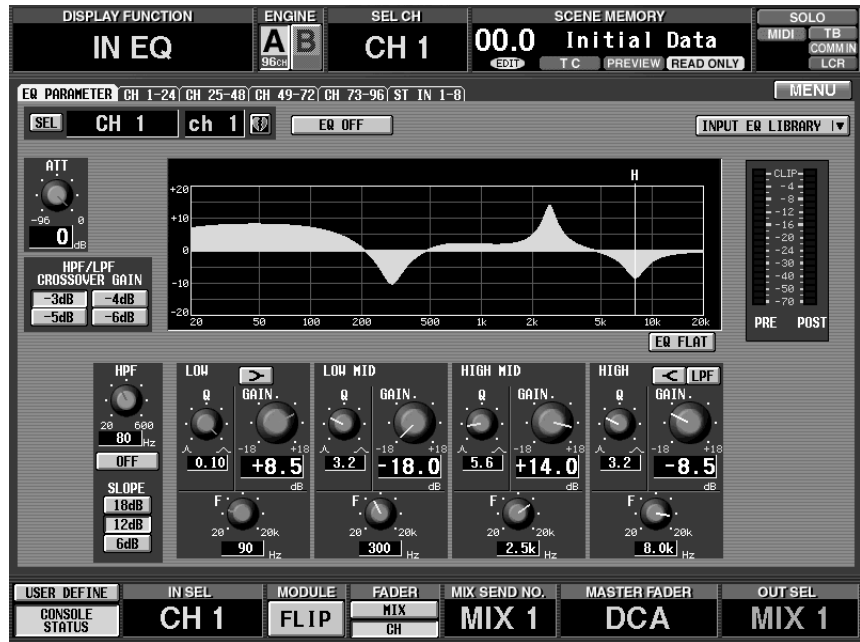 DISPLAY FUNCTION ENGINE SEL CH SCENE MEMORY SOLO
IN EQ A 96CH B CH 1 00.0 Initial Data MIDI TB
EDIT TC PREVIEW READ ONLY COMM IN
LCR
EQ PARAMETER CH 1-24 CH 25-48 CH 49-72 CH 73-96 ST IN 1-8 MENU
SEL CH 1 ch 1 EQ OFF INPUT EQ LIBRARY
ATT
-96 0
0 dB
HPF/LPF
CROSSOVER GAIN
-3dB -4dB
-5dB -6dB
H
+20
+10
0
-10
-20
20 50 100 200 500 1k 2k 5k 10k 20k
EQ FLAT
CLIP
-4
-8
-12
-16
-20
-24
-30
-40
-50
-70
PRE POST
HPF
20 600
80 Hz
OFF
SLOPE
18dB
12dB
6dB
LOW
Q GAIN
-18 +18
0.10 +8.5
dB
F
20 20k
90 Hz
LOW MID
Q GAIN
-18 +18
3.2 -18.0
dB
F
20 20k
300 Hz
HIGH MID
Q GAIN
-18 +18
5.6 +14.0
dB
F
20 20k
2.5k Hz
HIGH LPF
Q GAIN
-18 +18
3.2 -8.5
dB
F
20 20k
8.0k Hz
USER DEFINE IN SEL MODULE FADER MIX SEND NO. MASTER FADER OUT SEL
CONSOLE STATUS CH 1 FLIP MIX CH MIX 1 DCA MIX 1